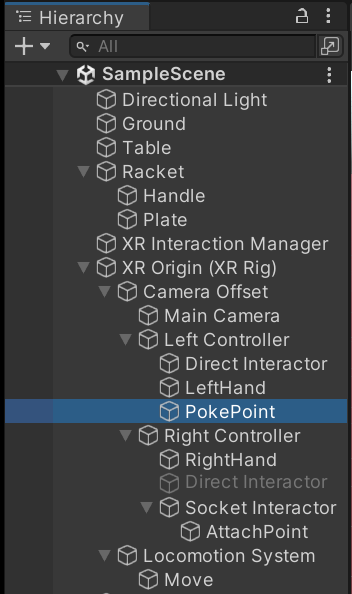 Hierarchy
All
SampleScene
Directional Light
Ground
Table
Racket
Handle
Plate
XR Interaction Manager
XR Origin (XR Rig)
Camera Offset
Main Camera
Left Controller
Direct Interactor
LeftHand
PokePoint
Right Controller
RightHand
Direct Interactor
Socket Interactor
AttachPoint
Locomotion System
Move